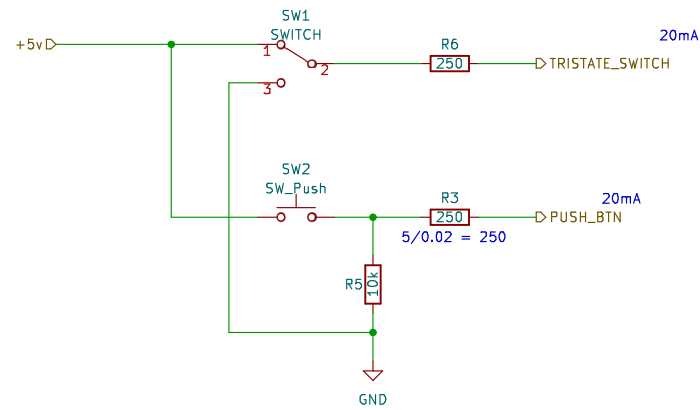 SW1
SWITCH
+5v
1
2
3
R6
250
20mA
TRISTATE_SWITCH
SW2
SW_Push
R3
250
20mA
PUSH_BTN
5/0.02 = 250
R5
10k
GND